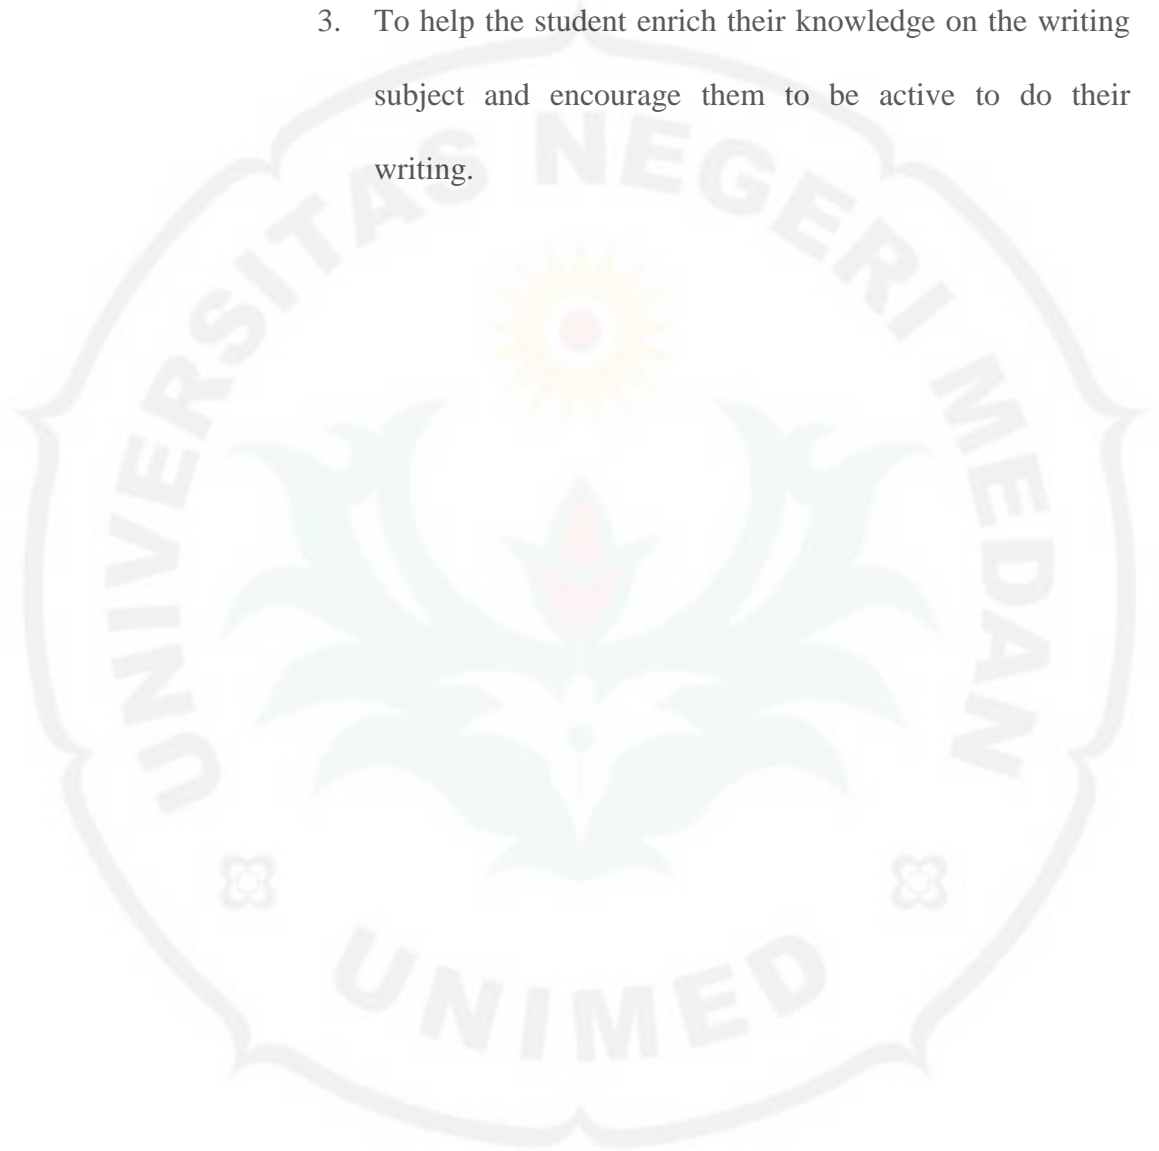 3. To help the student enrich their knowledge on the writing
subject and encourage them to be active to do their
writing.
UNIVERSITAS NEGERI MEDAN
UNIMED